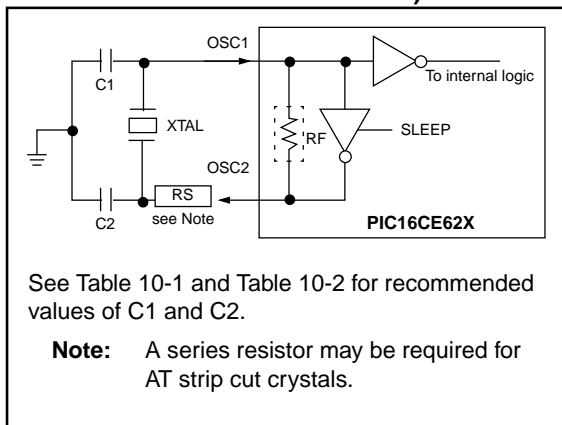 OSC1
C1
To internal logic
XTAL
RF
SLEEP
OSC2
RS
C2
see Note
PIC16CE62X
See Table 10-1 and Table 10-2 for recommended
values of C1 and C2.
Note: A series resistor may be required for
AT strip cut crystals.